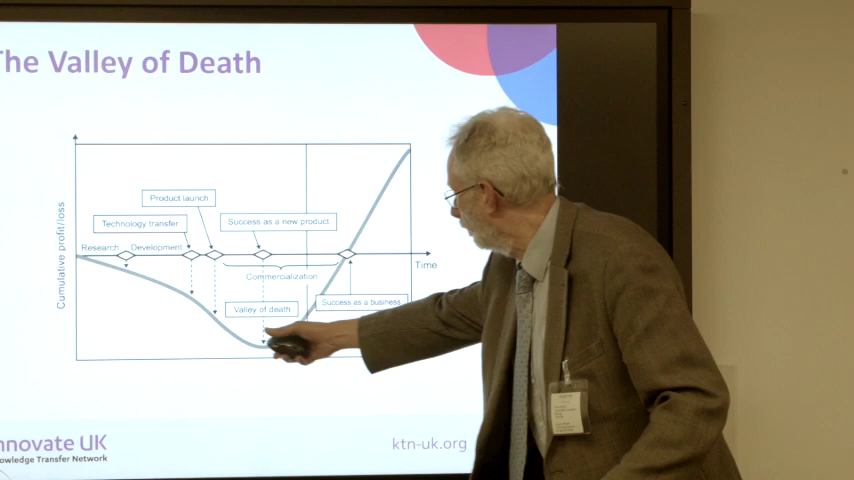 The Valley of Death
Product launch
Technology transfer
Success as a new product
Research
Development
Time
Commercialization
Cumulative profit/loss
Success as a business
Valley of death
nnovate UK
owledge Transfer Network
ktn-uk.org